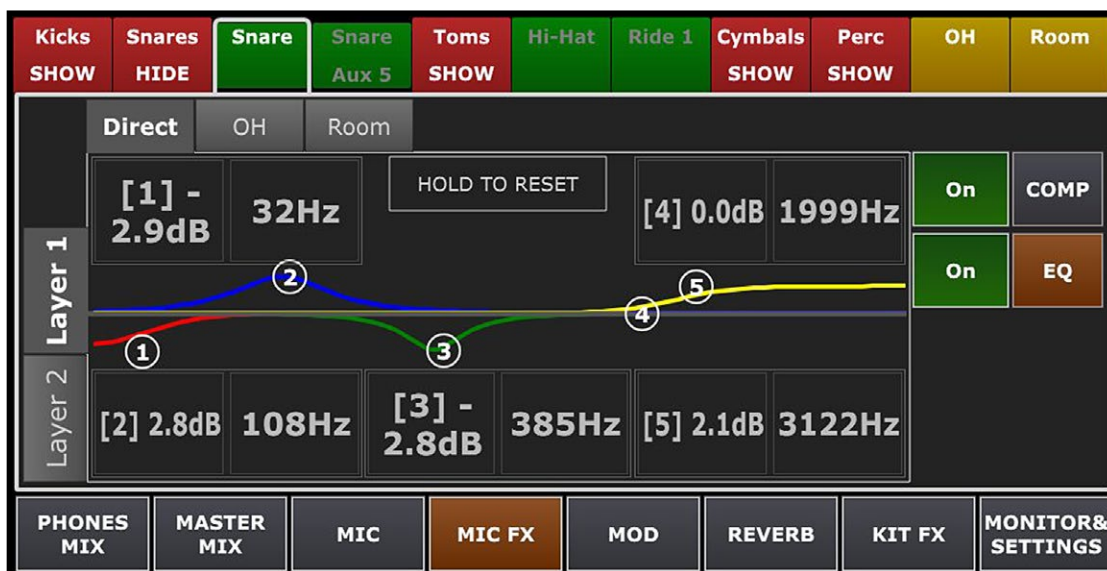 Kicks
SHOW
Snares
HIDE
Snare
Snare
Aux 5
Toms
SHOW
Hi-Hat
Ride 1
Cymbals
SHOW
Perc
SHOW
OH
Room
Direct
OH
Room
Layer 1
Layer 2
[1] -
2.9dB
32Hz
HOLD TO RESET
[4] 0.0dB
1999Hz
On
COMP
On
EQ
1
2
3
4
5
[2] 2.8dB
108Hz
[3] -
2.8dB
385Hz
[5] 2.1dB
3122Hz
PHONES
MIX
MASTER
MIX
MIC
MIC FX
MOD
REVERB
KIT FX
MONITOR&
SETTINGS